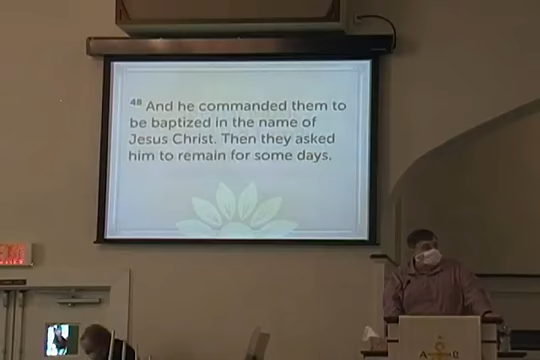 48 And he commanded them to
be baptized in the name of
Jesus Christ. Then they asked
him to remain for some days.